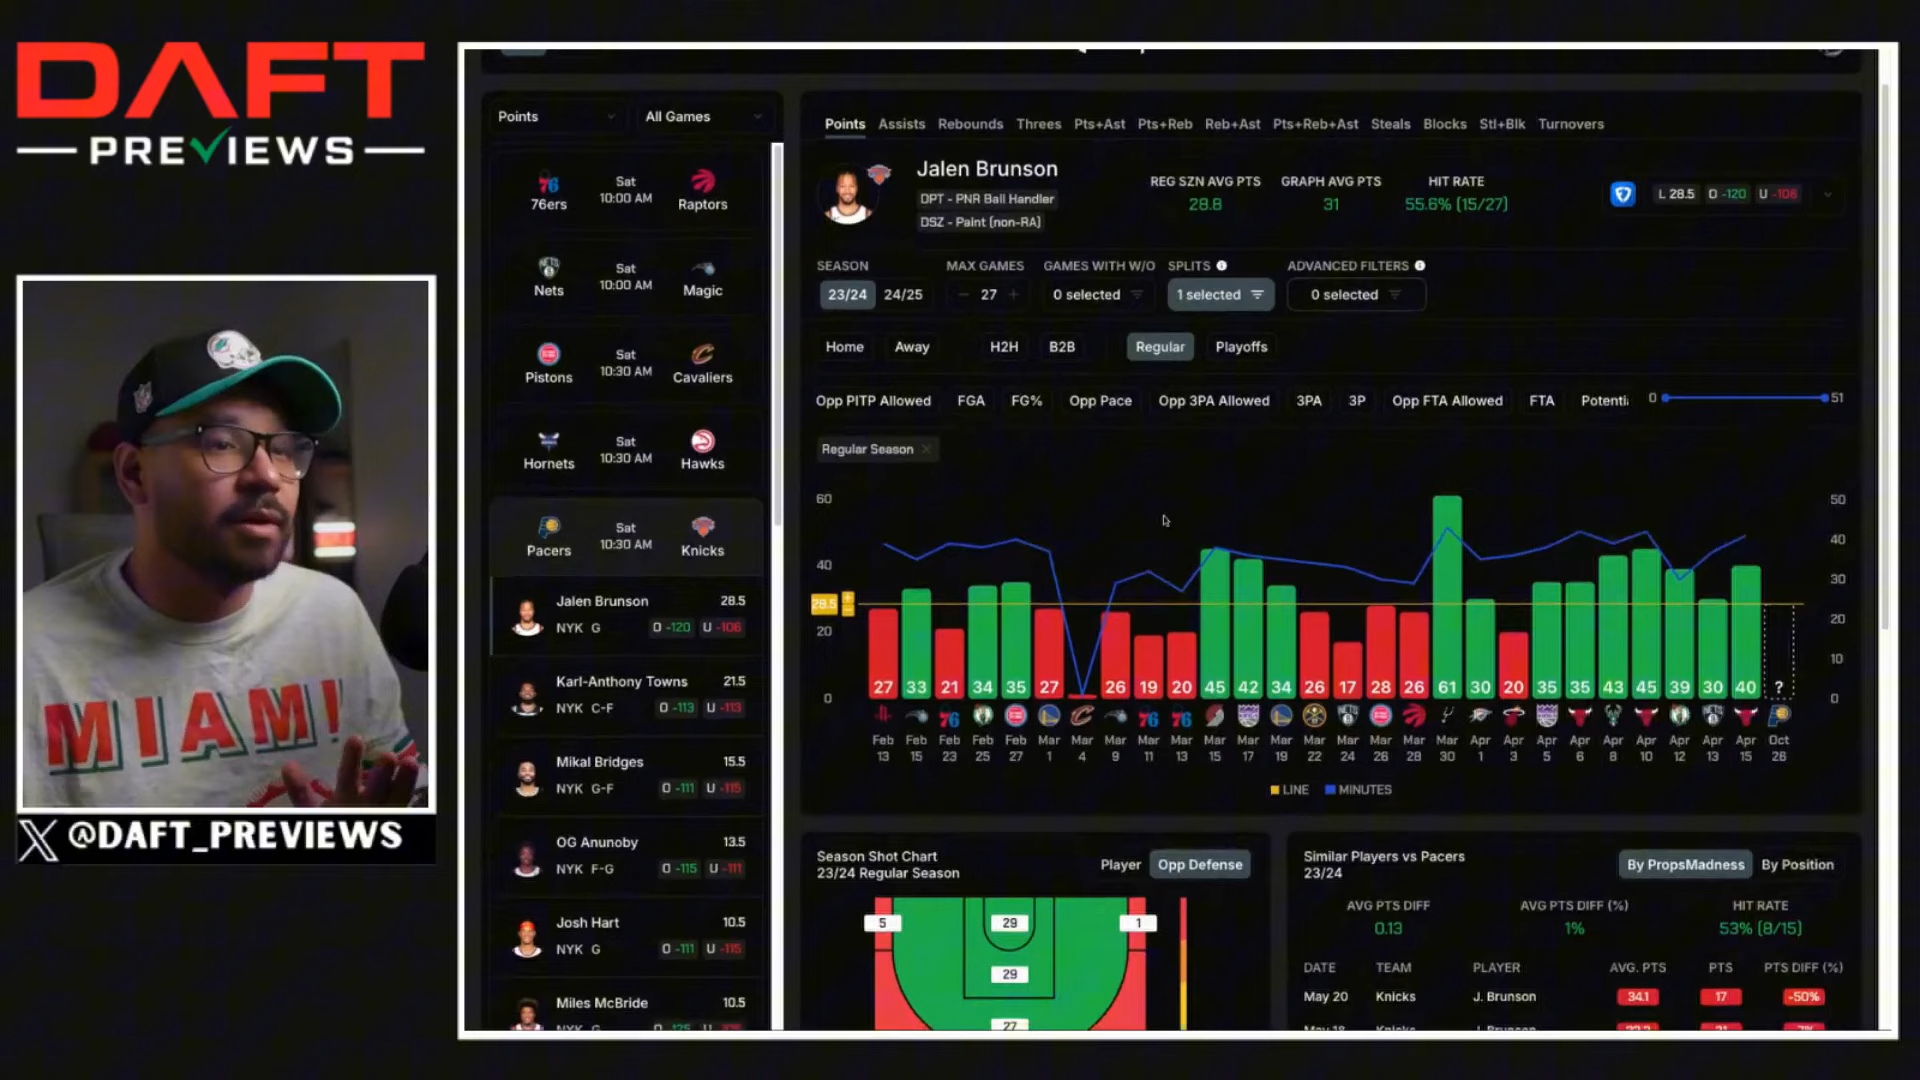 DAFT
PREVIEWS
MIAM!
@DAFT_PREVIEWS
Points
All Games
76ers
Sat
10:00 AM
Raptors
Nets
Sat
10:00 AM
Magic
Pistons
Sat
10:30 AM
Cavaliers
Hornets
Sat
10:30 AM
Hawks
Pacers
Sat
10:30 AM
Knicks
Jalen Brunson 28.5
NYK G O -120 U -106
Karl-Anthony Towns 21.5
NYK C-F O -113 U -113
Mikal Bridges 15.5
NYK G-F O -111 U -115
OG Anunoby 13.5
NYK F-G O -115 U -111
Josh Hart 10.5
NYK G O -111 U -115
Miles McBride 10.5
Points Assists Rebounds Threes Pts+Ast Pts+Reb Reb+Ast Pts+Reb+Ast Steals Blocks Stl+Blk Turnovers
Jalen Brunson
DPT - PNR Ball Handler
DSZ - Paint (non-RA)
REG SZN AVG PTS
28.8
GRAPH AVG PTS
31
HIT RATE
55.6% (15/27)
L 28.5 O -120 U -106
SEASON
23/24 24/25
MAX GAMES
27
GAMES WITH W/O
0 selected
SPLITS
1 selected
ADVANCED FILTERS
0 selected
Home Away H2H B2B Regular Playoffs
Opp PITP Allowed FGA FG% Opp Pace Opp 3PA Allowed 3PA 3P Opp FTA Allowed FTA Potenti 0 51
Regular Season
60 50
40 40
30
28.5
20 20
10
0 0
27 33 21 34 35 27 26 19 20 45 42 34 26 17 28 26 61 30 20 35 35 43 45 39 30 40 ?
Feb Feb Feb Feb Feb Mar Mar Mar Mar Mar Mar Mar Mar Mar Mar Mar Mar Mar Apr Apr Apr Apr Apr Apr Apr Apr Apr Oct
13 15 23 25 27 1 4 9 11 13 15 17 19 22 24 26 28 30 1 3 5 6 8 10 12 13 15 26
LINE MINUTES
Season Shot Chart
23/24 Regular Season
Player Opp Defense
5 29 1
29
27
Similar Players vs Pacers
23/24
By PropsMadness By Position
AVG PTS DIFF
0.13
AVG PTS DIFF (%)
1%
HIT RATE
53% (8/15)
DATE TEAM PLAYER AVG. PTS PTS PTS DIFF (%)
May 20 Knicks J. Brunson 34.1 17 -50%